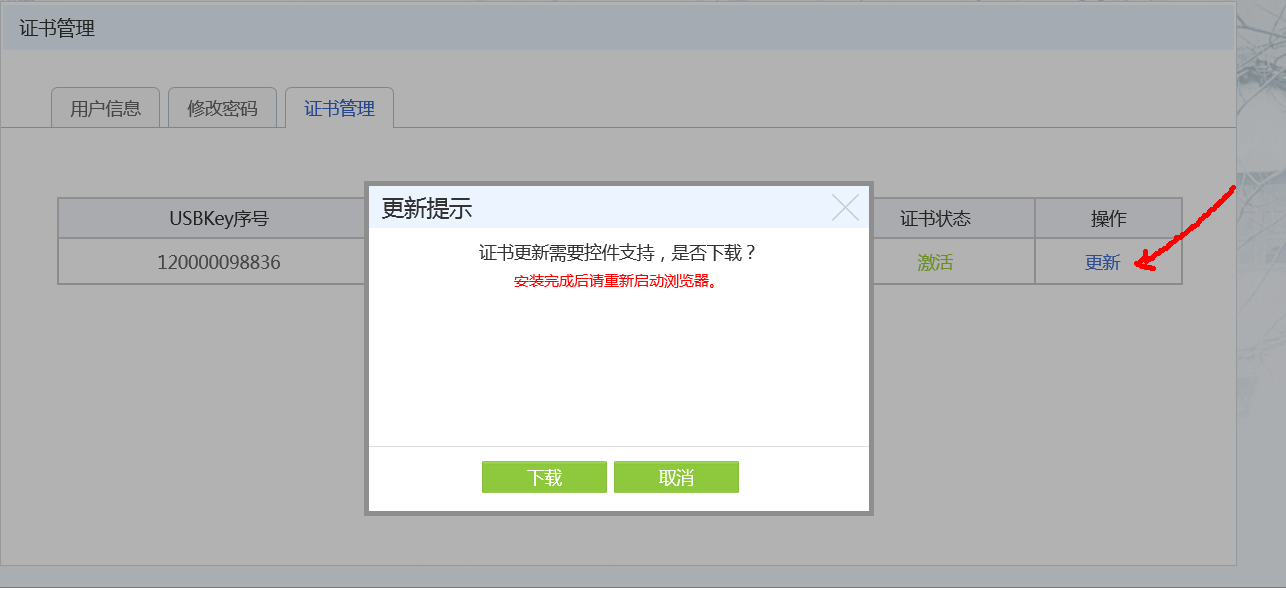 证书管理
用户信息 修改密码 证书管理
更新提示
USBKey序号 证书状态 操作
证书更新需要控件支持，是否下载？
120000098836 激活 更新
安装完成后请重新启动浏览器。
下载 取消